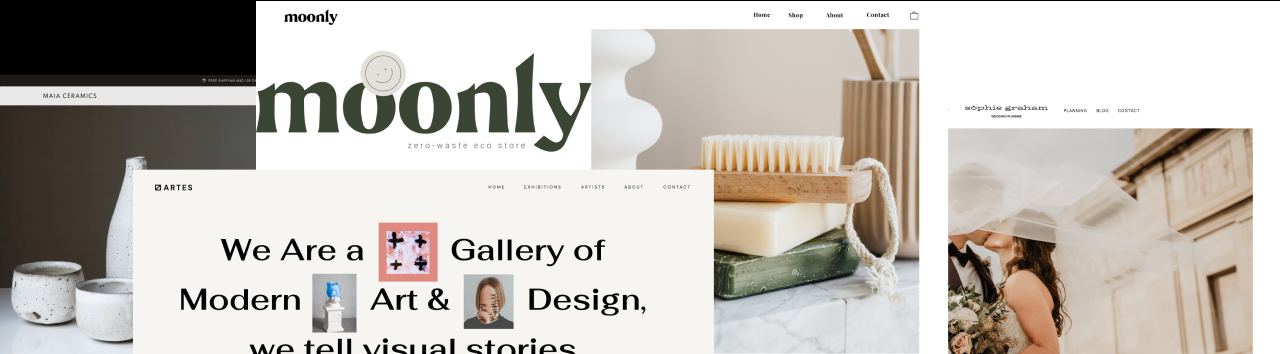 FREE SHIPPING AND
MAIA CERAMICS
moonly
Home Shop About Contact
moonly
zero-waste eco store
ARTES
HOME EXHIBITIONS ARTISTS ABOUT CONTACT
We Are a Gallery of
Modern Art & Design,
we tell visual stories
sophie graham
WEDDING PLANNER
PLANNING BLOG CONTACT